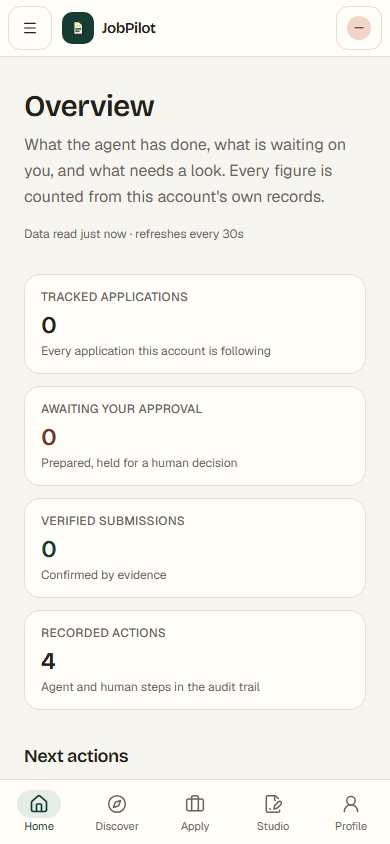 JobPilot
Overview
What the agent has done, what is waiting on
you, and what needs a look. Every figure is
counted from this account's own records.
Data read just now · refreshes every 30s
TRACKED APPLICATIONS
0
Every application this account is following
AWAITING YOUR APPROVAL
0
Prepared, held for a human decision
VERIFIED SUBMISSIONS
0
Confirmed by evidence
RECORDED ACTIONS
4
Agent and human steps in the audit trail
Next actions
Home Discover Apply Studio Profile